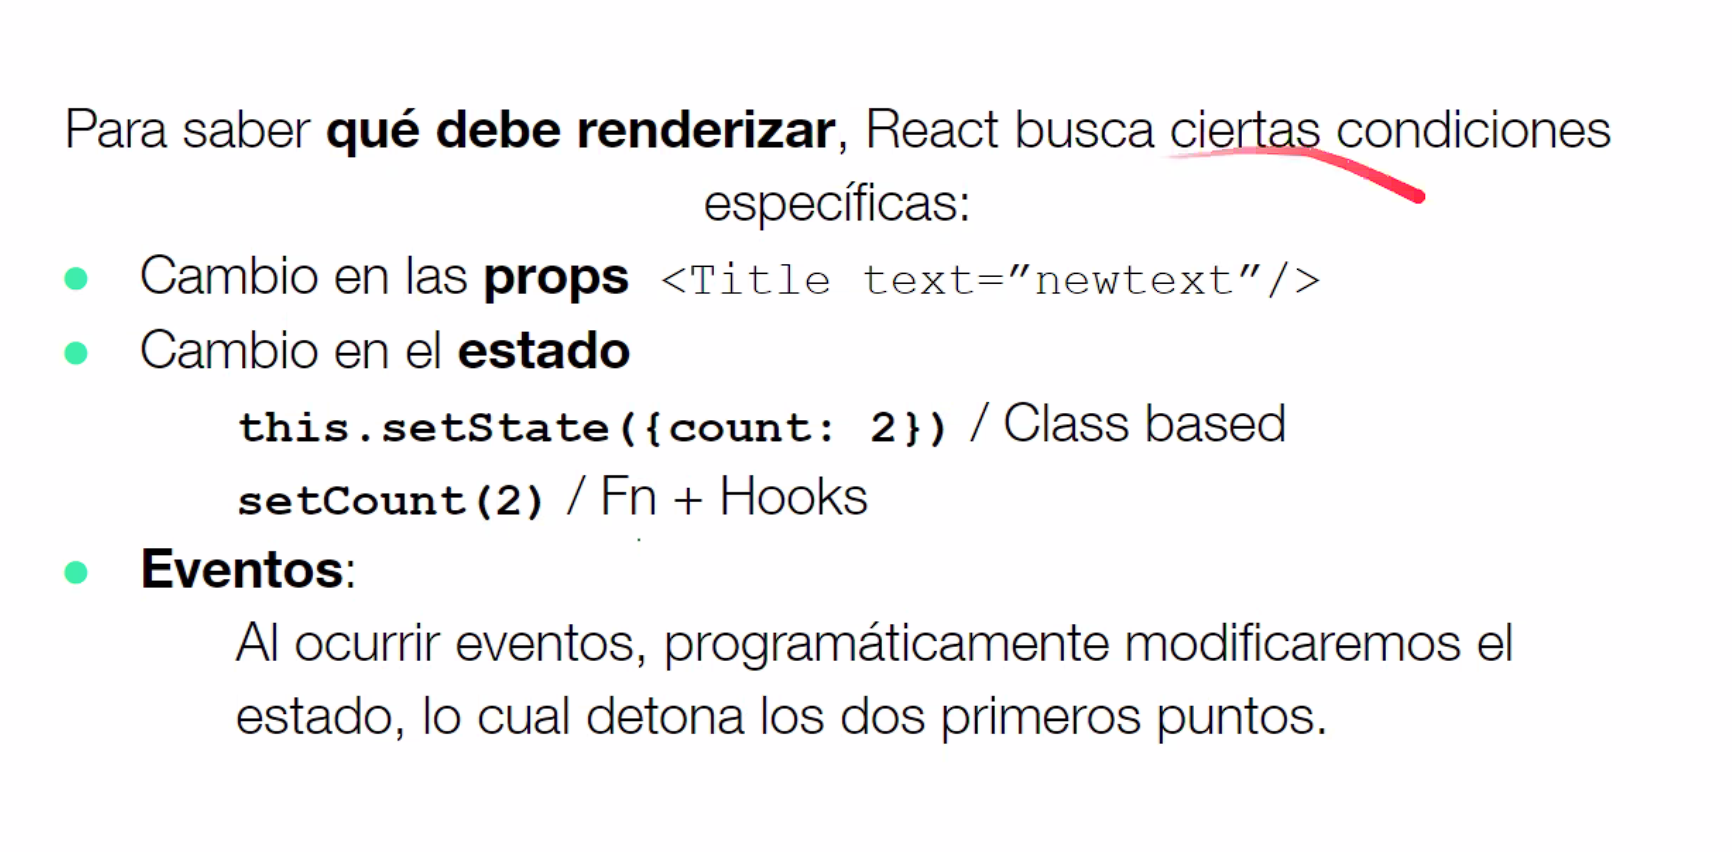 Para saber qué debe renderizar, React busca ciertas condiciones
específicas:
● Cambio en las props <Title text=”newtext”/>
● Cambio en el estado
this.setState({count: 2}) / Class based
setCount(2) / Fn + Hooks
● Eventos:
Al ocurrir eventos, programáticamente modificaremos el
estado, lo cual detona los dos primeros puntos.